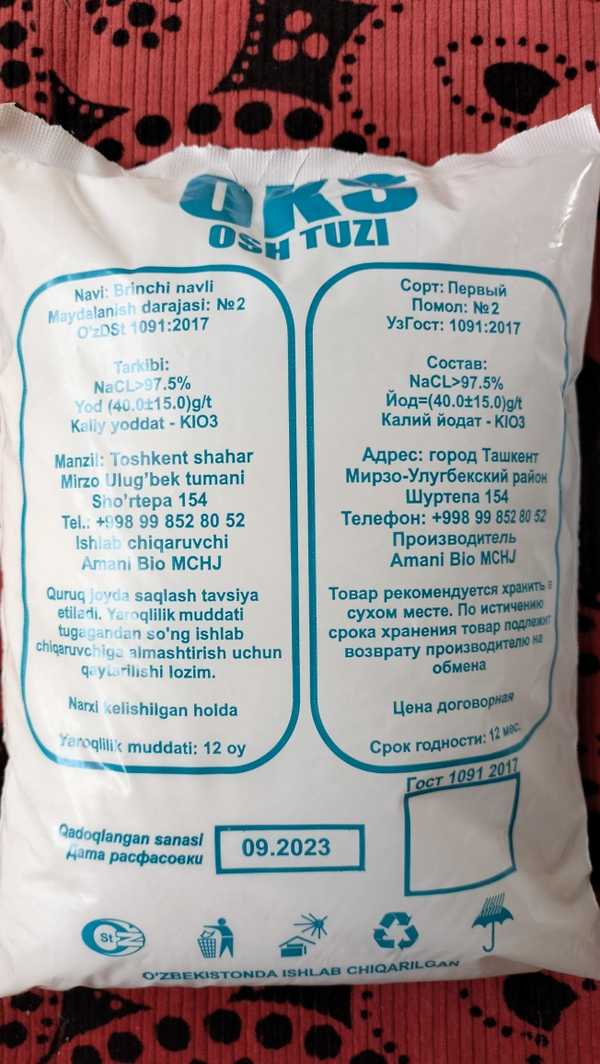 OKS
OSH TUZI
Navi: Brinchi navli
Maydalanish darajasi: №2
O'zDSt 1091:2017
Tarkibi:
NaCL>97.5%
Yod (40.0±15.0)g/t
Kaliy yoddat - KIO3
Manzil: Toshkent shahar
Mirzo Ulug'bek tumani
Sho'rtepa 154
Tel.: +998 99 852 80 52
Ishlab chiqaruvchi
Amani Bio MCHJ
Quruq joyda saqlash tavsiya
etiladi. Yaroqlilik muddati
tugagandan so'ng ishlab
chiqaruvchiga almashtirish uchun
qaytarilishi lozim.
Narxi kelishilgan holda
Yaroqlilik muddati: 12 oy
Сорт: Первый
Помол: №2
УзГост: 1091:2017
Состав:
NaCL>97.5%
Йод=(40.0±15.0)g/t
Калий йодат - KIO3
Адрес: город Ташкент
Мирзо-Улугбекский район
Шуртепа 154
Телефон: +998 99 852 80 52
Производитель
Amani Bio MCHJ
Товар рекомендуется хранить в
сухом месте. По истичению
срока хранения товар подлежит
возврату производителю на
обмена
Цена договорная
Срок годности: 12 мес.
Гост 1091 2017
Qadoqlangan sanasi
Дата расфасовки
09.2023
St
O'ZBEKISTONDA ISHLAB CHIQARILGAN